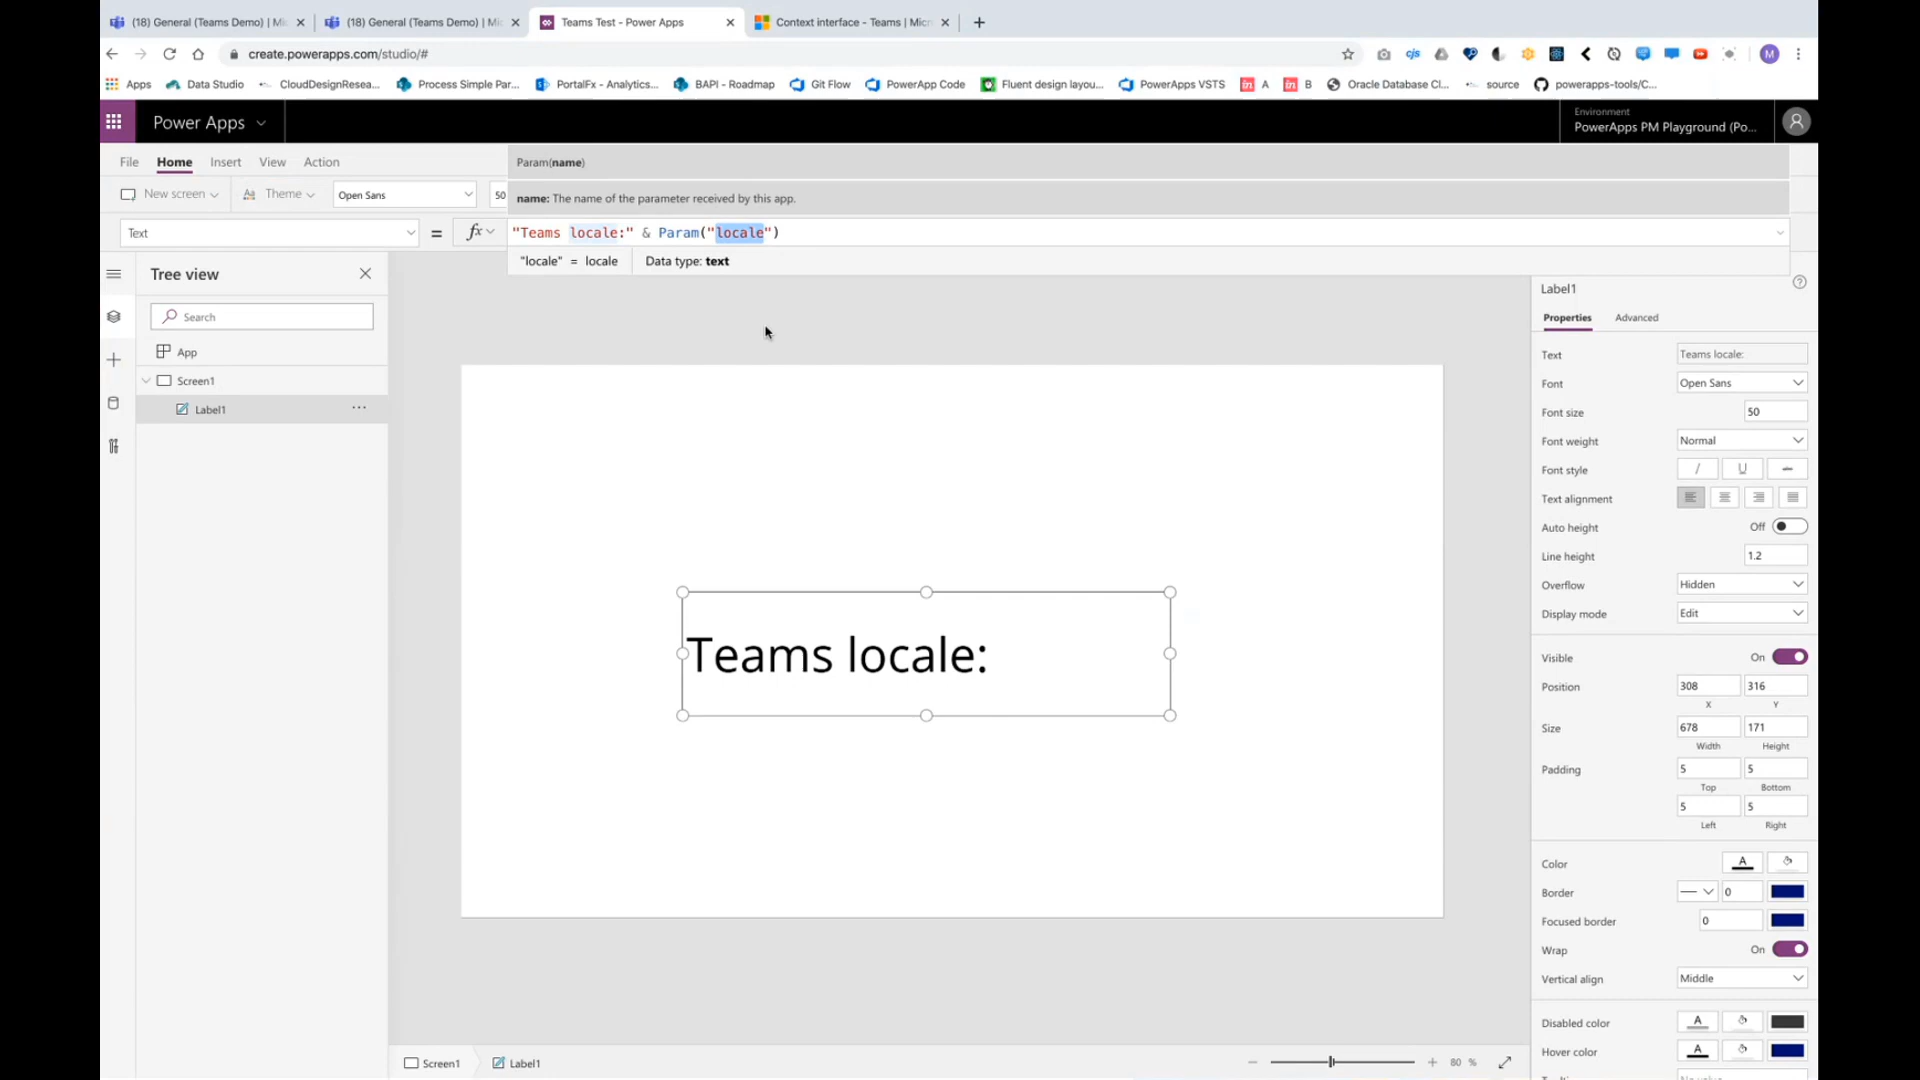 (18) General (Teams Demo) | Mic
(18) General (Teams Demo) | Mic
Teams Test - Power Apps
Context interface - Teams | Micr
create.powerapps.com/studio/#
M
Apps
Data Studio
CloudDesignResea...
Process Simple Par...
PortalFx - Analytics...
BAPI - Roadmap
Git Flow
PowerApp Code
Fluent design layou...
PowerApps VSTS
A
B
Oracle Database Cl...
source
powerapps-tools/C...
Power Apps
Environment
PowerApps PM Playground (Po...
File
Home
Insert
View
Action
Param(name)
New screen
Theme
Open Sans
50
name: The name of the parameter received by this app.
Text
=
fx
"Teams locale:" & Param("locale")
"locale" = locale
Data type: text
Tree view
Search
App
Screen1
Label1
Teams locale:
Label1
Properties
Advanced
Text
Teams locale:
Font
Open Sans
Font size
50
Font weight
Normal
Font style
Text alignment
Auto height
Off
Line height
1.2
Overflow
Hidden
Display mode
Edit
Visible
On
Position
308
316
X
Y
Size
678
171
Width
Height
Padding
5
5
Top
Bottom
5
5
Left
Right
Color
Border
0
Focused border
0
Wrap
On
Vertical align
Middle
Disabled color
Hover color
Screen1
Label1
80 %